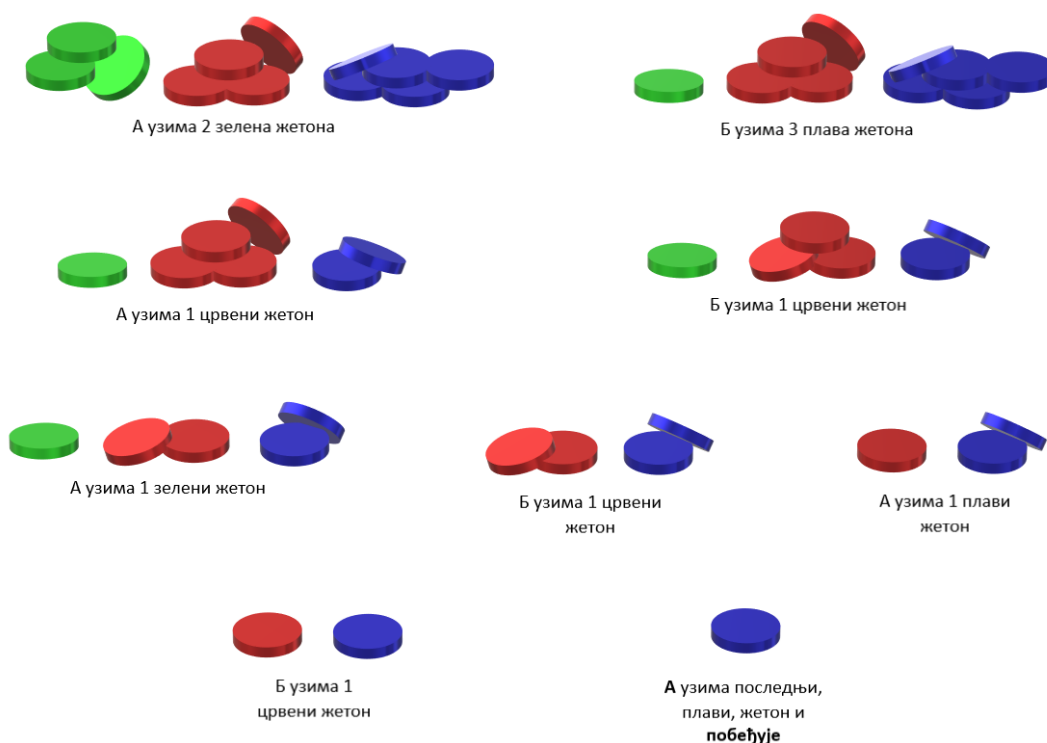 А узима 2 зелена жетона
Б узима 3 плава жетона
А узима 1 црвени жетон
Б узима 1 црвени жетон
А узима 1 зелени жетон
Б узима 1 црвени
жетон
А узима 1 плави
жетон
Б узима 1
црвени жетон
А узима последњи,
плави, жетон и
побеђује